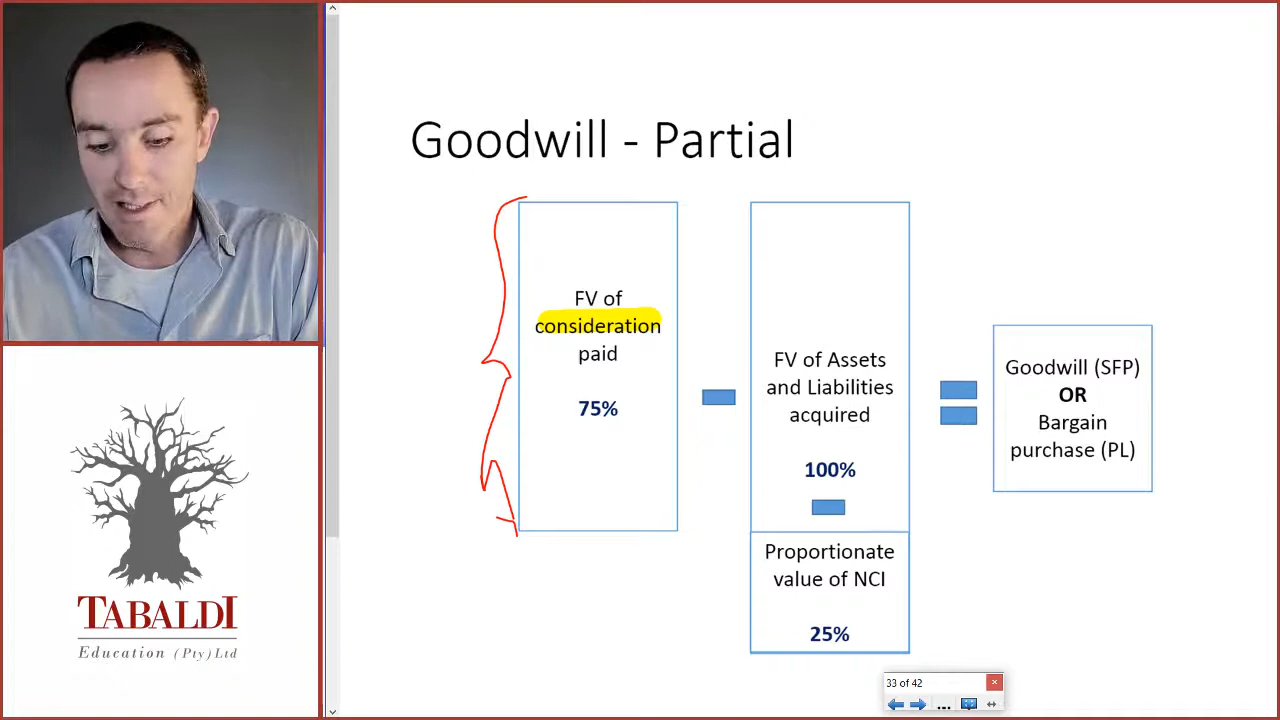 Goodwill - Partial
FV of
consideration
paid
75%
FV of Assets
and Liabilities
acquired
100%
Proportionate
value of NCI
25%
Goodwill (SFP)
OR
Bargain
purchase (PL)
TABALDI
Education (Pty) Ltd
33 of 42
...